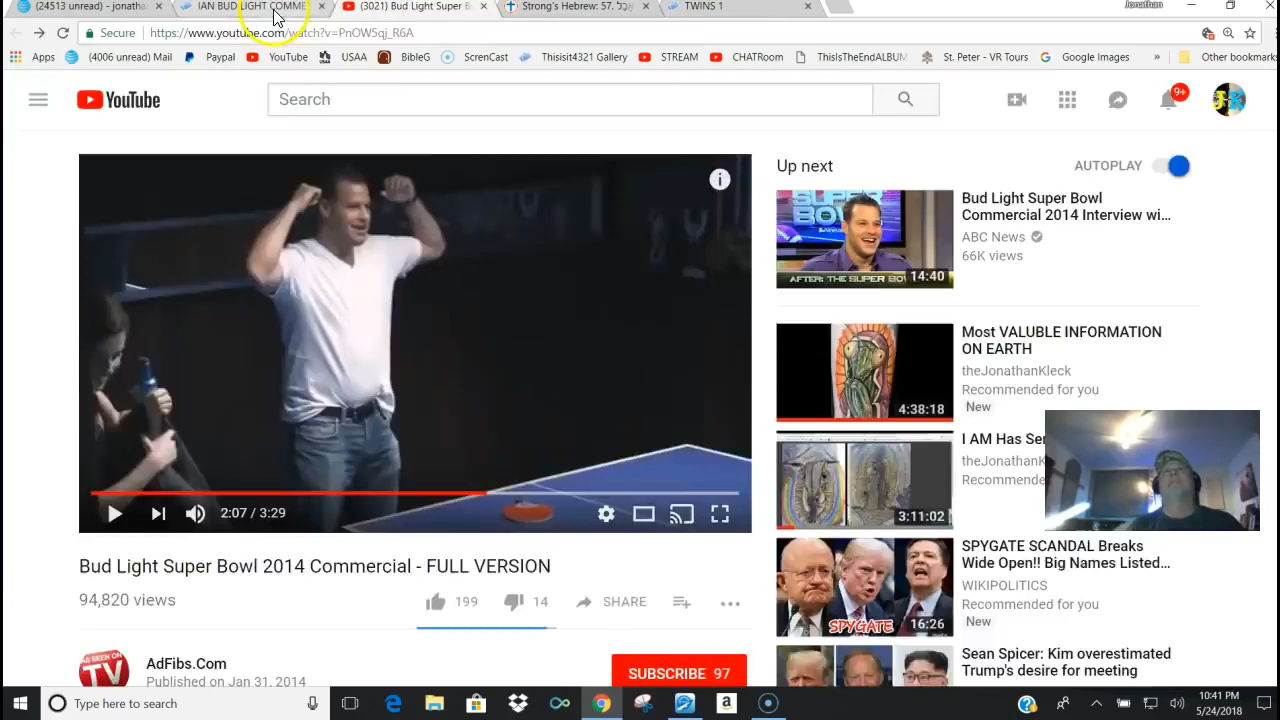 (24513 unread) - jonatha
IAN BUD LIGHT COMME
(3021) Bud Light Super B
Strong's Hebrew: 57. אָבֵל
TWINS 1
Jonathan
Secure https://www.youtube.com/watch?v=PnOW5qj_R6A
Apps
(4006 unread) Mail
Paypal
YouTube
USAA
BibleG
ScrenCast
Thisisit4321 Gallery
STREAM
CHATRoom
ThisIsTheEndALBUM
St. Peter - VR Tours
Google Images
»
Other bookmarks
YouTube
Search
9+
Up next
AUTOPLAY
Bud Light Super Bowl
Commercial 2014 Interview wi...
ABC News
66K views
SUPER
BOWL
AFTER: THE SUPER BO
14:40
Most VALUBLE INFORMATION
ON EARTH
theJonathanKleck
Recommended for you
New
4:38:18
I AM Has Se
theJonathan
Recommende
3:11:02
2:07 / 3:29
Bud Light Super Bowl 2014 Commercial - FULL VERSION
94,820 views
199
14
SHARE
SPYGATE SCANDAL Breaks
Wide Open!! Big Names Listed...
WIKIPOLITICS
Recommended for you
New
SPYGATE
16:26
AS SEEN ON
TV
AdFibs.Com
Published on Jan 31, 2014
SUBSCRIBE 97
Sean Spicer: Kim overestimated
Trump's desire for meeting
Type here to search
10:41 PM
5/24/2018